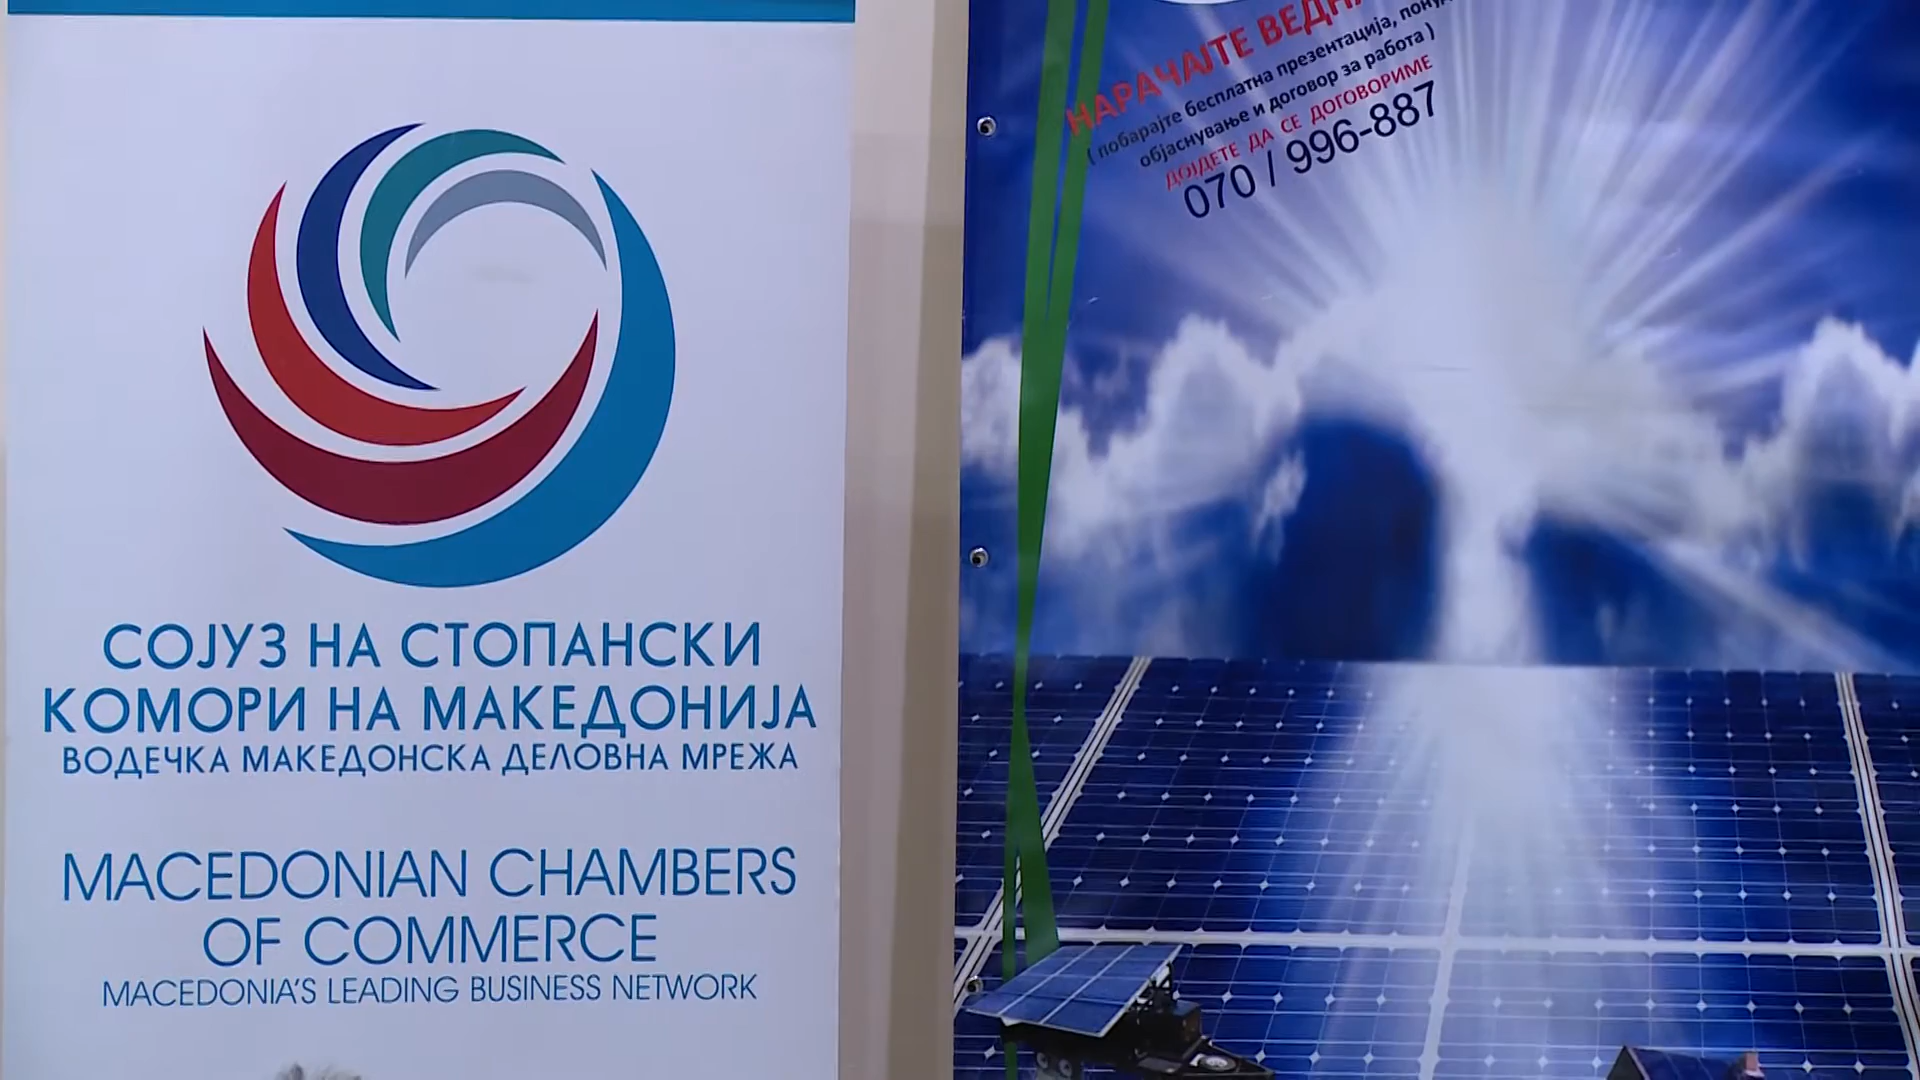 СОЈУЗ НА СТОПАНСКИ
КОМОРИ НА МАКЕДОНИЈА
ВОДЕЧКА МАКЕДОНСКА ДЕЛОВНА МРЕЖА
MACEDONIAN CHAMBERS
OF COMMERCE
MACEDONIA'S LEADING BUSINESS NETWORK
НАРАЧАЈТЕ
( побарајте бесплатна презентација,
објаснување и договор за работа )
ДОЈДЕТЕ ДА СЕ ДОГОВОРИМЕ
070 / 996-887